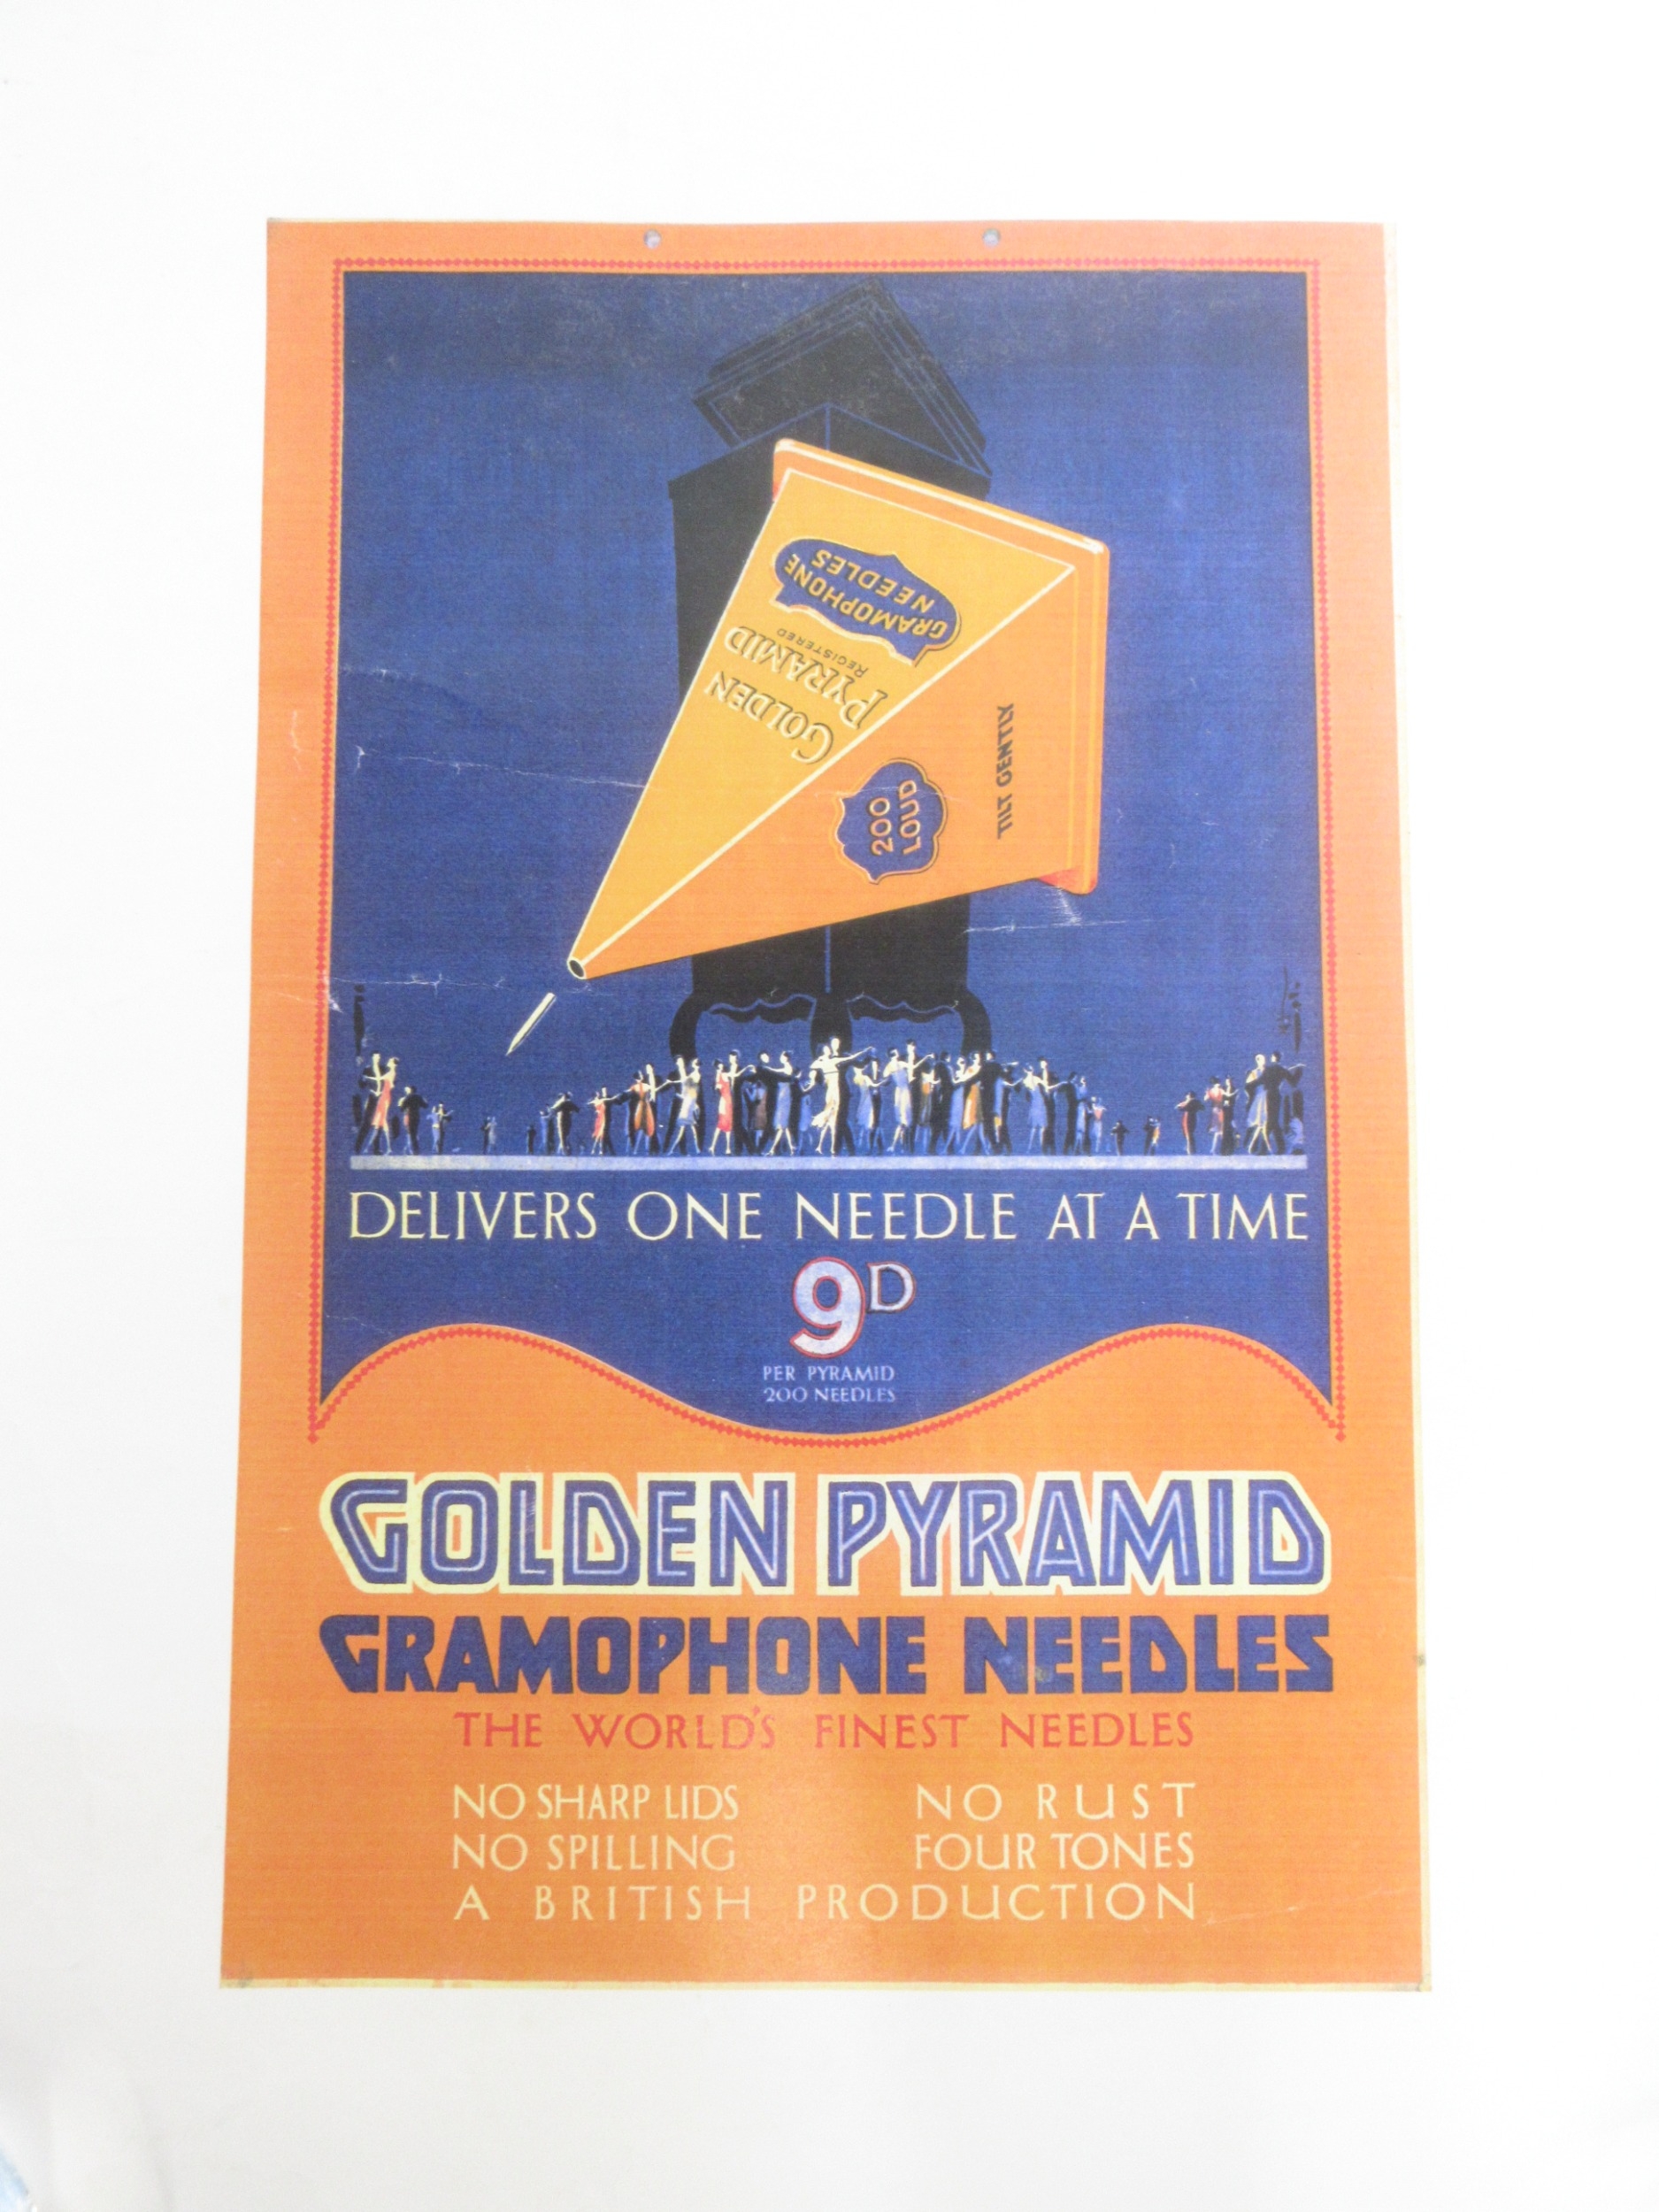 GRAMOPHONE
NEEDLES
GOLDEN
PYRAMID
REGISTERED
200
LOUD
TILT GENTLY
DELIVERS ONE NEEDLE AT A TIME
9D
PER PYRAMID
200 NEEDLES
GOLDEN PYRAMID
GRAMOPHONE NEEDLES
THE WORLD'S FINEST NEEDLES
NO SHARP LIDS NO RUST
NO SPILLING FOUR TONES
A BRITISH PRODUCTION